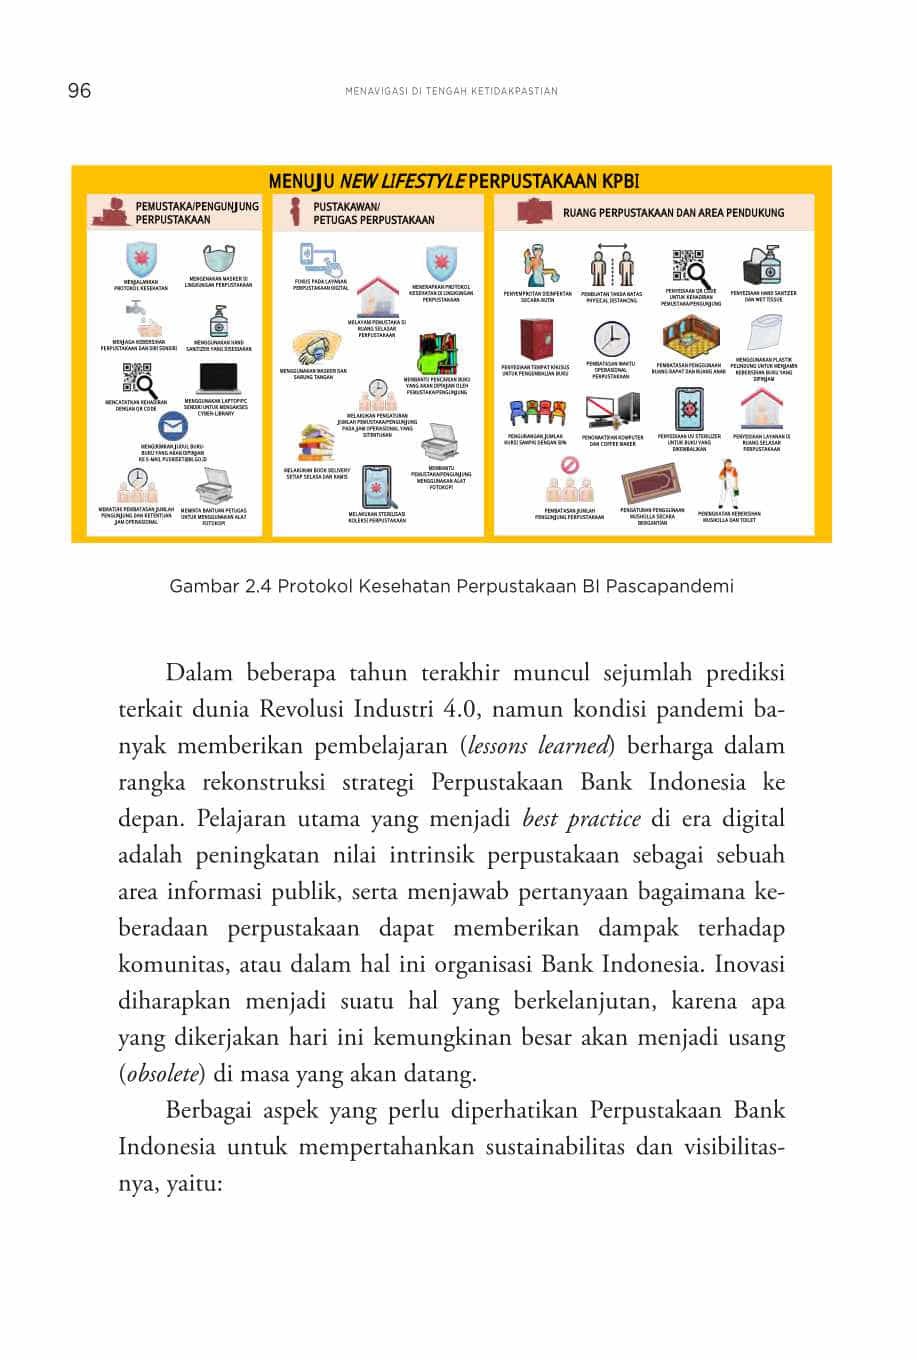 96
MENAVIGASI DI TENGAH KETIDAKPASTIAN
MENUJU NEW LIFESTYLE PERPUSTAKAAN KPBI
PEMUSTAKA/PENGUNJUNG
PERPUSTAKAAN
MENJALANKAN
PROTOKOL KESEHATAN
MENGENAKAN MASKER DI
LINGKUNGAN PERPUSTAKAAN
MENJAGA KEBERSIHAN
PERPUSTAKAAN DAN DIRI SENDIRI
MENGGUNAKAN HAND
SANITIZER YANG DISEDIAKAN
MENCATATKAN KEHADIRAN
DENGAN QR CODE
MENGGUNAKAN LAPTOP/PC
SENDIRI UNTUK MENGAKSES
CYBER-LIBRARY
MENGIRIMKAN JUDUL BUKU-
BUKU YANG AKAN DIPINJAM
KE E-MAIL PUSRISET@BI.GO.ID
MEMATUHI PEMBATASAN JUMLAH
PENGUNJUNG DAN KETENTUAN
JAM OPERASIONAL
MEMINTA BANTUAN PETUGAS
UNTUK MENGGUNAKAN ALAT
FOTOKOPI
PUSTAKAWAN/
PETUGAS PERPUSTAKAAN
FOKUS PADA LAYANAN
PERPUSTAKAAN DIGITAL
MENERAPKAN PROTOKOL
KESEHATAN DI LINGKUNGAN
PERPUSTAKAAN
MELAYANI PEMUSTAKA DI
RUANG SELASAR
PERPUSTAKAAN
MENGGUNAKAN MASKER DAN
SARUNG TANGAN
MEMBANTU PENCARIAN BUKU
YANG AKAN DIPINJAM OLEH
PEMUSTAKA/PENGUNJUNG
MELAKUKAN PENGATURAN
JUMLAH PEMUSTAKA/PENGUNJUNG
PADA JAM OPERASIONAL YANG
DITENTUKAN
MELAKUKAN BOOK DELIVERY
SETIAP SELASA DAN KAMIS
MEMBANTU
PEMUSTAKA/PENGUNJUNG
MENGGUNAKAN ALAT
FOTOKOPI
MELAKUKAN STERILISASI
KOLEKSI PERPUSTAKAAN
RUANG PERPUSTAKAAN DAN AREA PENDUKUNG
PENYEMPROTAN DISINFEKTAN
SECARA RUTIN
PEMBUATAN TANDA BATAS
PHYSICAL DISTANCING
PENYEDIAAN QR CODE
UNTUK KEHADIRAN
PEMUSTAKA/PENGUNJUNG
PENYEDIAAN HAND SANITIZER
DAN WET TISSUE
PENYEDIAAN TEMPAT KHUSUS
UNTUK PENGEMBALIAN BUKU
PEMBATASAN WAKTU
OPERASIONAL
PERPUSTAKAAN
PEMBATASAN PENGGUNAAN
RUANG RAPAT DAN RUANG ANAK
MENGGUNAKAN PLASTIK
PELINDUNG UNTUK MENJAMIN
KEBERSIHAN BUKU YANG
DIPINJAM
PENGURANGAN JUMLAH
KURSI SAMPAI DENGAN 50%
PENONAKTIFAN KOMPUTER
DAN COFFEE MAKER
PENYEDIAAN UV STERILIZER
UNTUK BUKU YANG
DIKEMBALIKAN
PENYEDIAAN LAYANAN DI
RUANG SELASAR
PERPUSTAKAAN
PEMBATASAN JUMLAH
PENGUNJUNG PERPUSTAKAAN
PENGATURAN PENGGUNAAN
MUSHOLLA SECARA
BERGANTIAN
PENINGKATAN KEBERSIHAN
MUSHOLLA DAN TOILET
Gambar 2.4 Protokol Kesehatan Perpustakaan BI Pascapandemi
Dalam beberapa tahun terakhir muncul sejumlah prediksi
terkait dunia Revolusi Industri 4.0, namun kondisi pandemi ba-
nyak memberikan pembelajaran (lessons learned) berharga dalam
rangka rekonstruksi strategi Perpustakaan Bank Indonesia ke
depan. Pelajaran utama yang menjadi best practice di era digital
adalah peningkatan nilai intrinsik perpustakaan sebagai sebuah
area informasi publik, serta menjawab pertanyaan bagaimana ke-
beradaan perpustakaan dapat memberikan dampak terhadap
komunitas, atau dalam hal ini organisasi Bank Indonesia. Inovasi
diharapkan menjadi suatu hal yang berkelanjutan, karena apa
yang dikerjakan hari ini kemungkinan besar akan menjadi usang
(obsolete) di masa yang akan datang.
Berbagai aspek yang perlu diperhatikan Perpustakaan Bank
Indonesia untuk mempertahankan sustainabilitas dan visibilitas-
nya, yaitu: